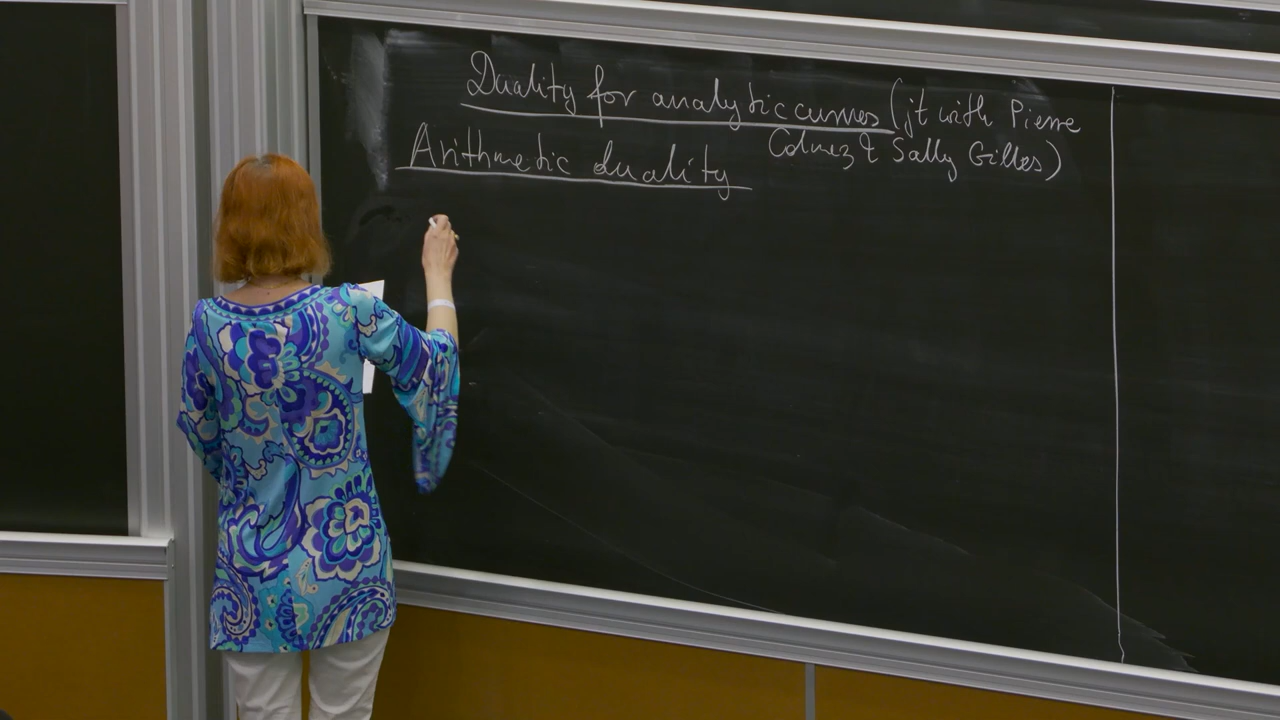 Duality for analytic curves (jt with Pierre
Colmez & Sally Gilles)
Arithmetic duality